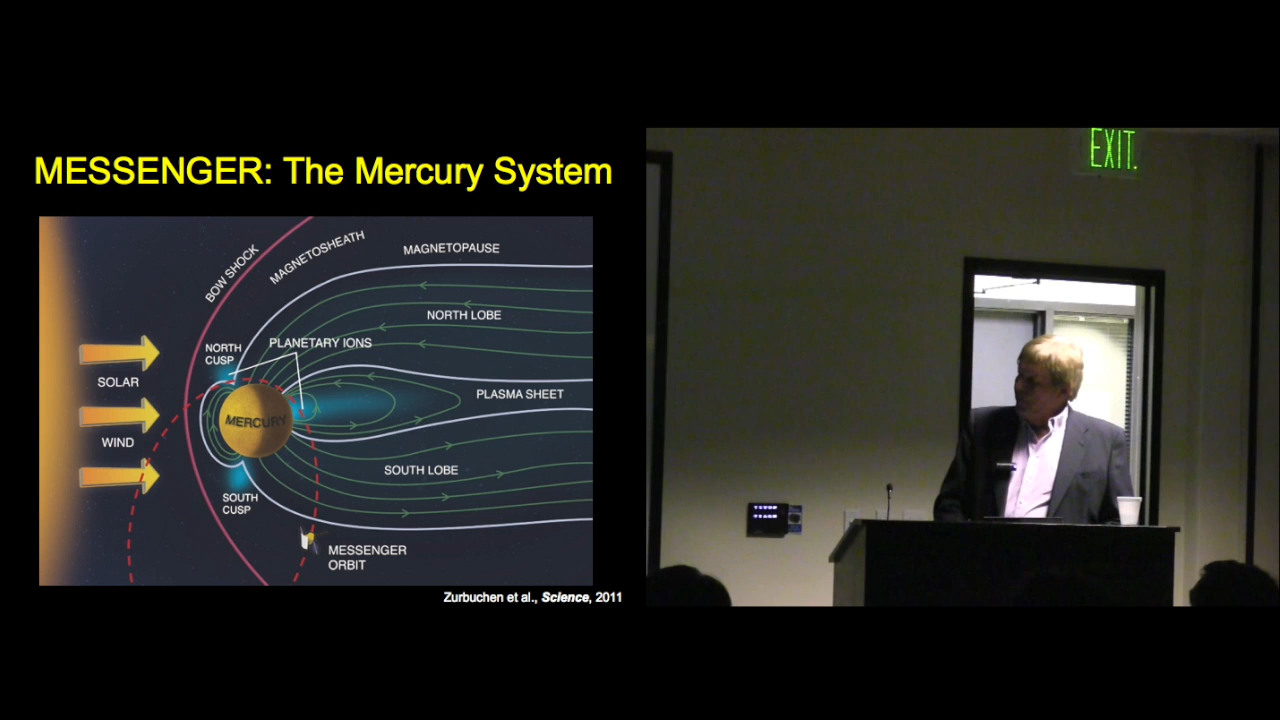 MESSENGER: The Mercury System
BOW SHOCK
MAGNETOSHEATH
MAGNETOPAUSE
NORTH LOBE
NORTH
CUSP
PLANETARY IONS
SOLAR
WIND
MERCURY
PLASMA SHEET
SOUTH LOBE
SOUTH
CUSP
MESSENGER
ORBIT
Zurbuchen et al., Science, 2011
EXIT